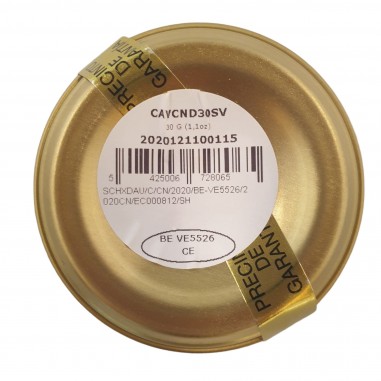 PRECINTO
DE
GARANTIA
CAVCND30SV
30 G (1,1oz)
2020121100115
5 425006 728065
SCHXDAU/C/CN/2020/BE-VE5526/2
020CN/EC000812/SH
BE VE5526
CE
PRECINTO
DE
GARANTIA